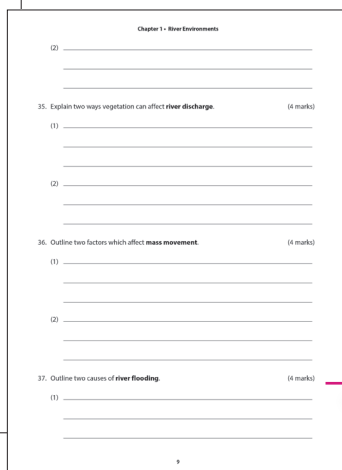 Chapter 1 • River Environments
(2)
35. Explain two ways vegetation can affect river discharge. (4 marks)
(1)
(2)
36. Outline two factors which affect mass movement. (4 marks)
(1)
(2)
37. Outline two causes of river flooding. (4 marks)
(1)
9